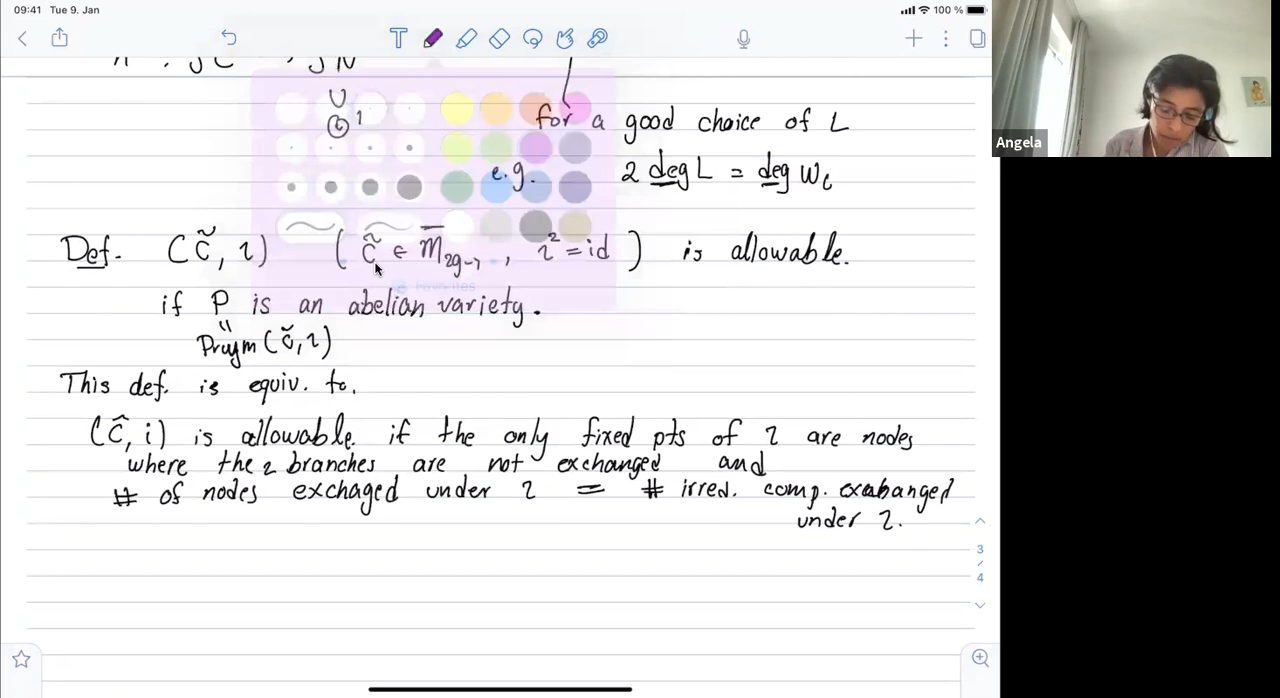 09:41 Tue 9. Jan
100 %
for a good choice of L
e.g. 2 deg L = deg ω_C
Def. (C̃, ι) ( C̃ ∈ M̄_{2g-1}, ι² = id ) is allowable.
if P is an abelian variety.
Prym (C̃, ι)
This def. is equiv. to.
(C̃, i) is allowable if the only fixed pts of ι are nodes
where the 2 branches are not exchanged and
# of nodes exchaged under ι = # irred. comp. exchanged
under ι.
3
/
4
Angela